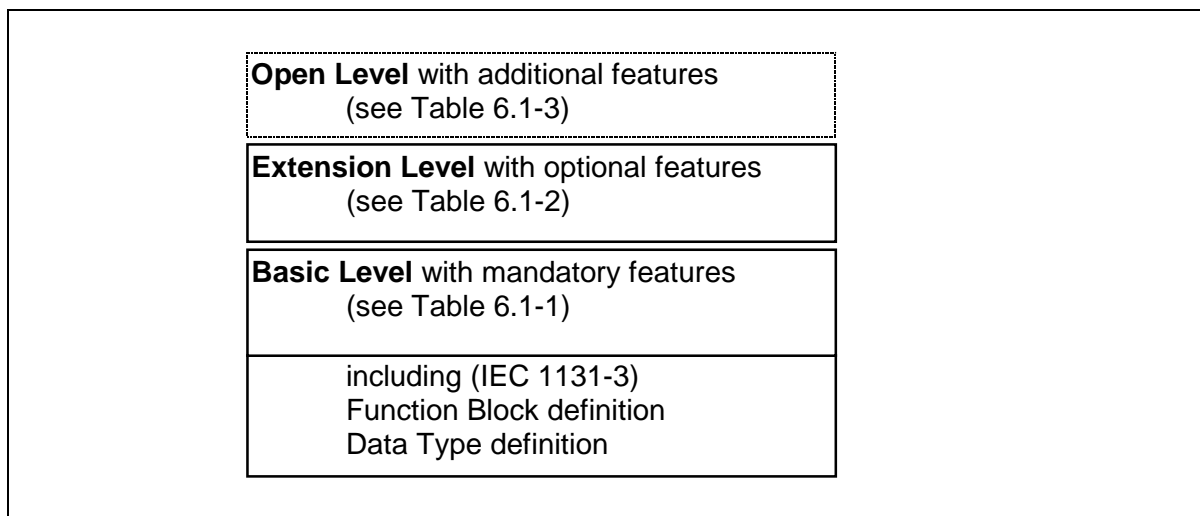 Open Level with additional features
(see Table 6.1-3)
Extension Level with optional features
(see Table 6.1-2)
Basic Level with mandatory features
(see Table 6.1-1)
including (IEC 1131-3)
Function Block definition
Data Type definition